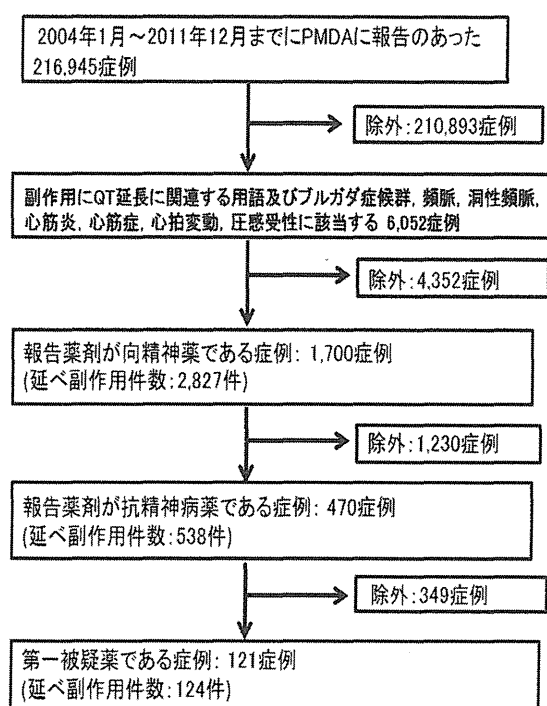 2004年1月～2011年12月までにPMDAに報告のあった
216,945症例
除外:210,893症例
副作用にQT延長に関連する用語及びブルガダ症候群, 頻脈, 洞性頻脈,
心筋炎, 心筋症, 心拍変動, 圧感受性に該当する 6,052症例
除外:4,352症例
報告薬剤が向精神薬である症例: 1,700症例
(延べ副作用件数:2,827件)
除外:1,230症例
報告薬剤が抗精神病薬である症例: 470症例
(延べ副作用件数:538件)
除外:349症例
第一被疑薬である症例:121症例
(延べ副作用件数:124件)